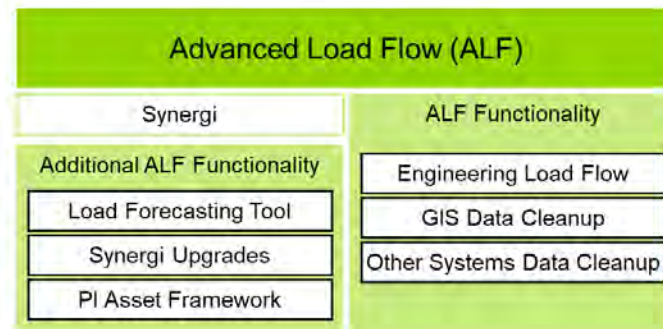 Advanced Load Flow (ALF)
Synergi
Additional ALF Functionality
Load Forecasting Tool
Synergi Upgrades
PI Asset Framework
ALF Functionality
Engineering Load Flow
GIS Data Cleanup
Other Systems Data Cleanup